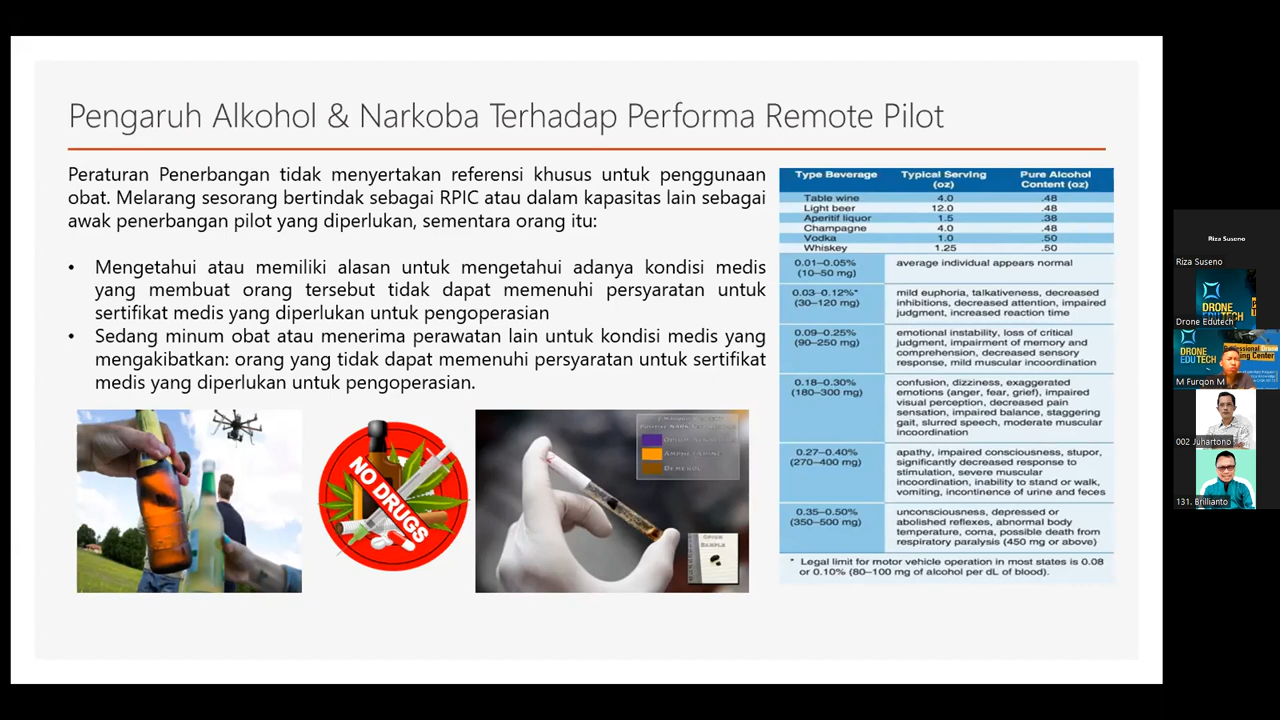 Pengaruh Alkohol & Narkoba Terhadap Performa Remote Pilot
Peraturan Penerbangan tidak menyertakan referensi khusus untuk penggunaan
obat. Melarang sesorang bertindak sebagai RPIC atau dalam kapasitas lain sebagai
awak penerbangan pilot yang diperlukan, sementara orang itu:
• Mengetahui atau memiliki alasan untuk mengetahui adanya kondisi medis
yang membuat orang tersebut tidak dapat memenuhi persyaratan untuk
sertifikat medis yang diperlukan untuk pengoperasian
• Sedang minum obat atau menerima perawatan lain untuk kondisi medis yang
mengakibatkan: orang yang tidak dapat memenuhi persyaratan untuk sertifikat
medis yang diperlukan untuk pengoperasian.
NO DRUGS
OPIUM
SAMPLE
AMPHETAMINE
DEMEROL
Type Beverage Typical Serving (oz) Pure Alcohol Content (oz)
Table wine 4.0 .48
Light beer 12.0 .48
Aperitif liquor 1.5 .38
Champagne 4.0 .48
Vodka 1.0 .50
Whiskey 1.25 .50
0.01–0.05% (10–50 mg)
average individual appears normal
0.03–0.12%* (30–120 mg)
mild euphoria, talkativeness, decreased
inhibitions, decreased attention, impaired
judgment, increased reaction time
0.09–0.25% (90–250 mg)
emotional instability, loss of critical
judgment, impairment of memory and
comprehension, decreased sensory
response, mild muscular incoordination
0.18–0.30% (180–300 mg)
confusion, dizziness, exaggerated
emotions (anger, fear, grief), impaired
visual perception, decreased pain
sensation, impaired balance, staggering
gait, slurred speech, moderate muscular
incoordination
0.27–0.40% (270–400 mg)
apathy, impaired consciousness, stupor,
significantly decreased response to
stimulation, severe muscular
incoordination, inability to stand or walk,
vomiting, incontinence of urine and feces
0.35–0.50% (350–500 mg)
unconsciousness, depressed or
abolished reflexes, abnormal body
temperature, coma, possible death from
respiratory paralysis (450 mg or above)
* Legal limit for motor vehicle operation in most states is 0.08
or 0.10% (80–100 mg of alcohol per dL of blood).
Riza Suseno
Riza Suseno
DRONE
EDUTECH
Drone Edutech
DRONE
EDUTECH
M Furqon M
002 Juhartono
131. Brillianto